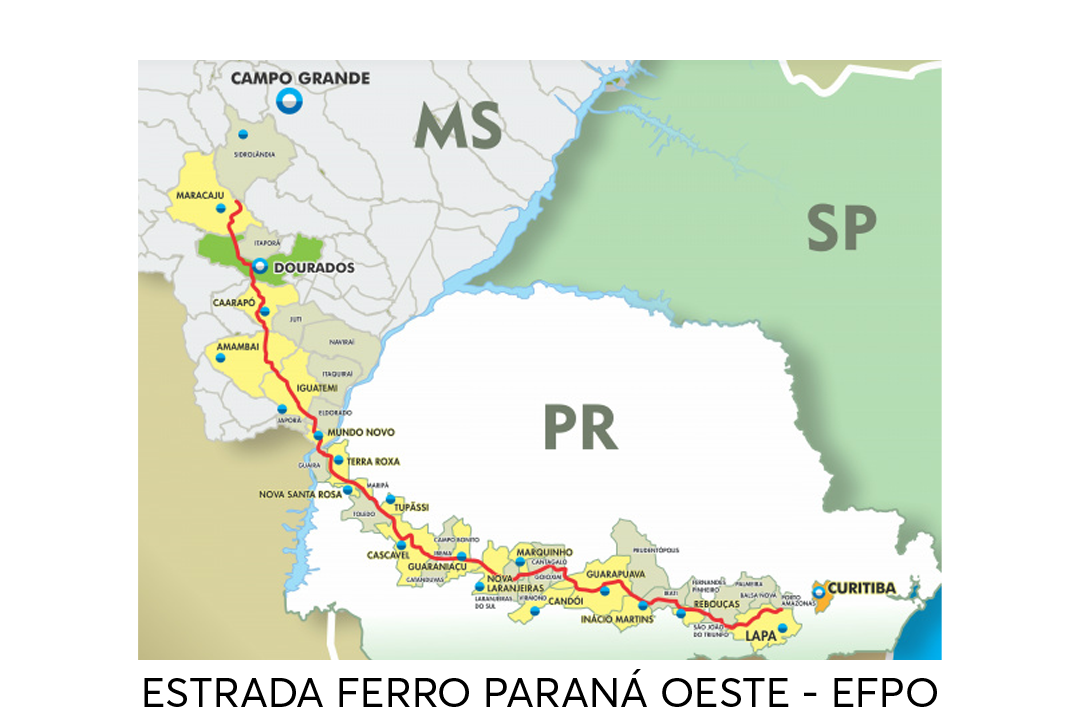 CAMPO GRANDE
MS
SIDROLÂNDIA
MARACAJU
SP
ITAPORÃ
DOURADOS
CAARAPÓ
JUTI
NAVIRAÍ
AMAMBAI
ITAQUIRAÍ
IGUATEMI
PR
ELDORADO
JAPORÃ
MUNDO NOVO
GUAIRA
TERRA ROXA
MARIPÁ
NOVA SANTA ROSA
TUPÃSSI
TOLEDO
CAMPO BONITO
CASCAVEL
IBEMA
MARQUINHO
PRUDENTÓPOLIS
GUARANIAÇU
CANTAGALO
CATANDUVAS
NOVA
LARANJEIRAS
GOIOXIM
GUARAPUAVA
FERNANDES
PINHEIRO
PALMEIRA
CURITIBA
LARANJEIRAS
DO SUL
VIRMOND
CANDÓI
IRATI
REBOUÇAS
BALSA NOVA
PORTO
AMAZONAS
INÁCIO MARTINS
SÃO JOÃO
DO TRIUNFO
LAPA
ESTRADA FERRO PARANÁ OESTE - EFPO